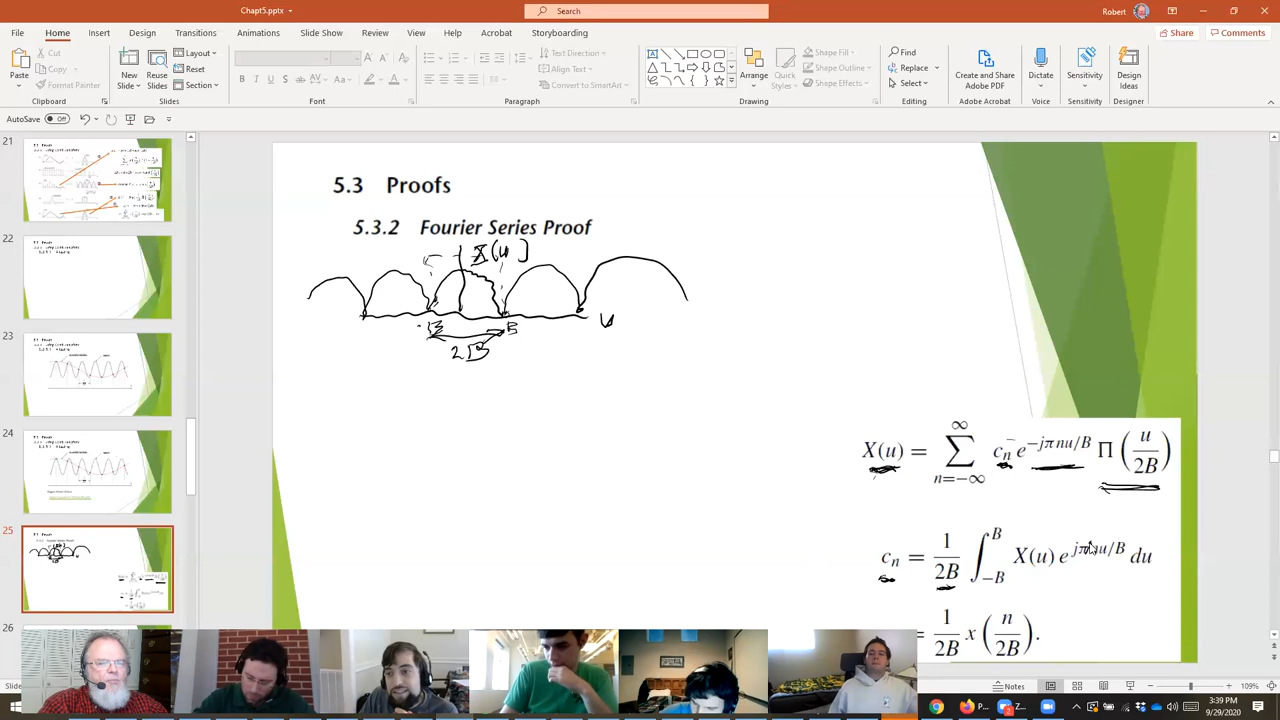 Chapt5.pptx
Search
Robert
File Home Insert Design Transitions Animations Slide Show Review View Help Acrobat Storyboarding
Share Comments
Paste
Cut
Copy
Format Painter
Clipboard
New Slide
Reuse Slides
Layout
Reset
Section
Slides
Font
Text Direction
Align Text
Convert to SmartArt
Paragraph
Arrange
Quick Styles
Shape Fill
Shape Outline
Shape Effects
Drawing
Find
Replace
Select
Editing
Create and Share Adobe PDF
Adobe Acrobat
Dictate
Voice
Sensitivity
Sensitivity
Design Ideas
Designer
AutoSave Off
21
22
23
24
25
26
5.3 Proofs
5.3.2 Fourier Series Proof
X(u)
-B B u
2B
X(u) = ∑_{n=-∞}^{∞} c_n e^{-jπnu/B} Π(u/2B)
c_n = 1/2B ∫_{-B}^{B} X(u) e^{jπnu/B} du
= 1/2B x(n/2B).
Notes
109%
3:39 PM
9/29/2020